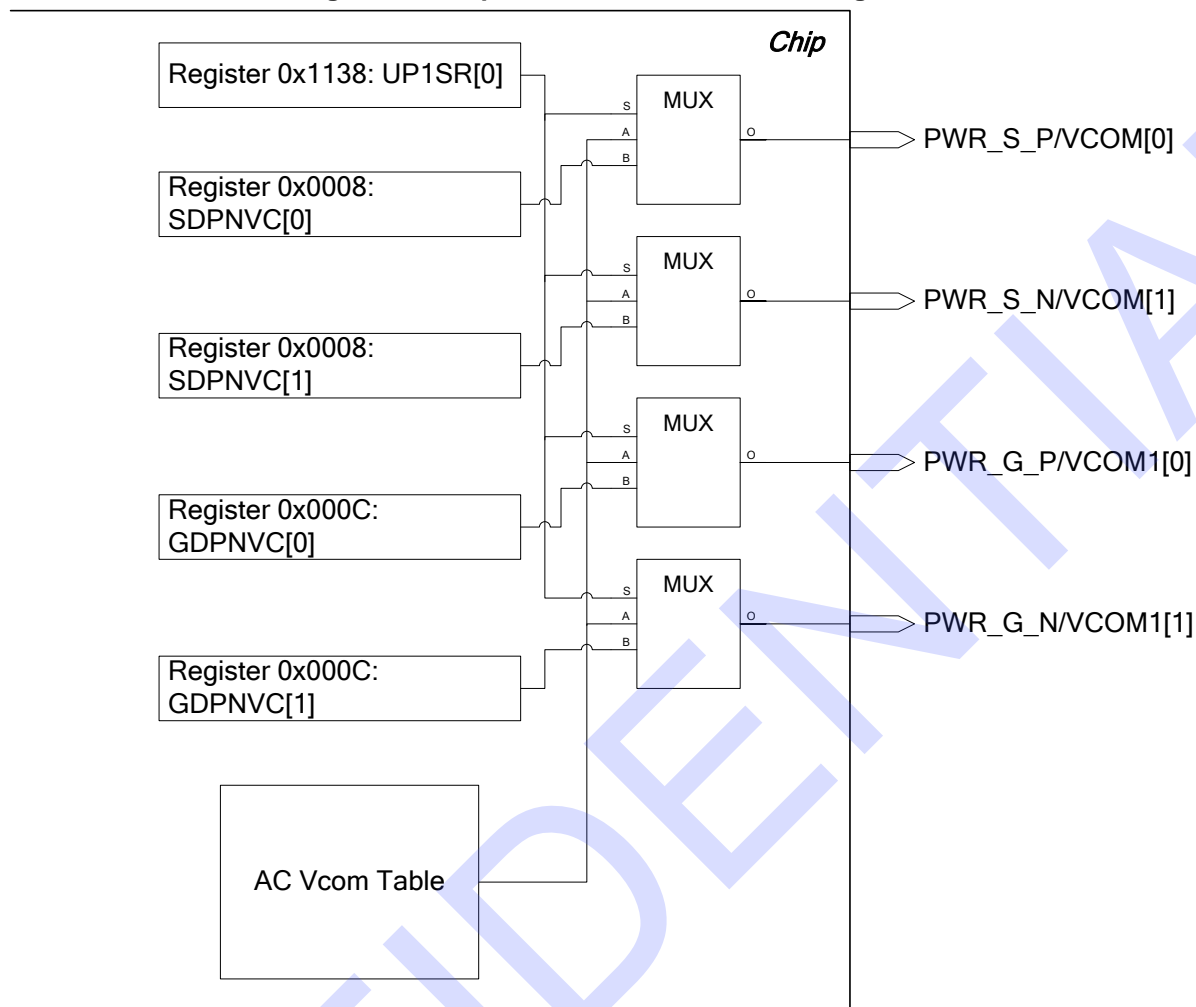 Chip
Register 0x1138: UP1SR[0]
MUX
S
A
B
O
PWR_S_P/VCOM[0]
Register 0x0008:
SDPNVC[0]
MUX
S
A
B
O
PWR_S_N/VCOM[1]
Register 0x0008:
SDPNVC[1]
MUX
S
A
B
O
PWR_G_P/VCOM1[0]
Register 0x000C:
GDPNVC[0]
MUX
S
A
B
O
PWR_G_N/VCOM1[1]
Register 0x000C:
GDPNVC[1]
AC Vcom Table
IDENTIA